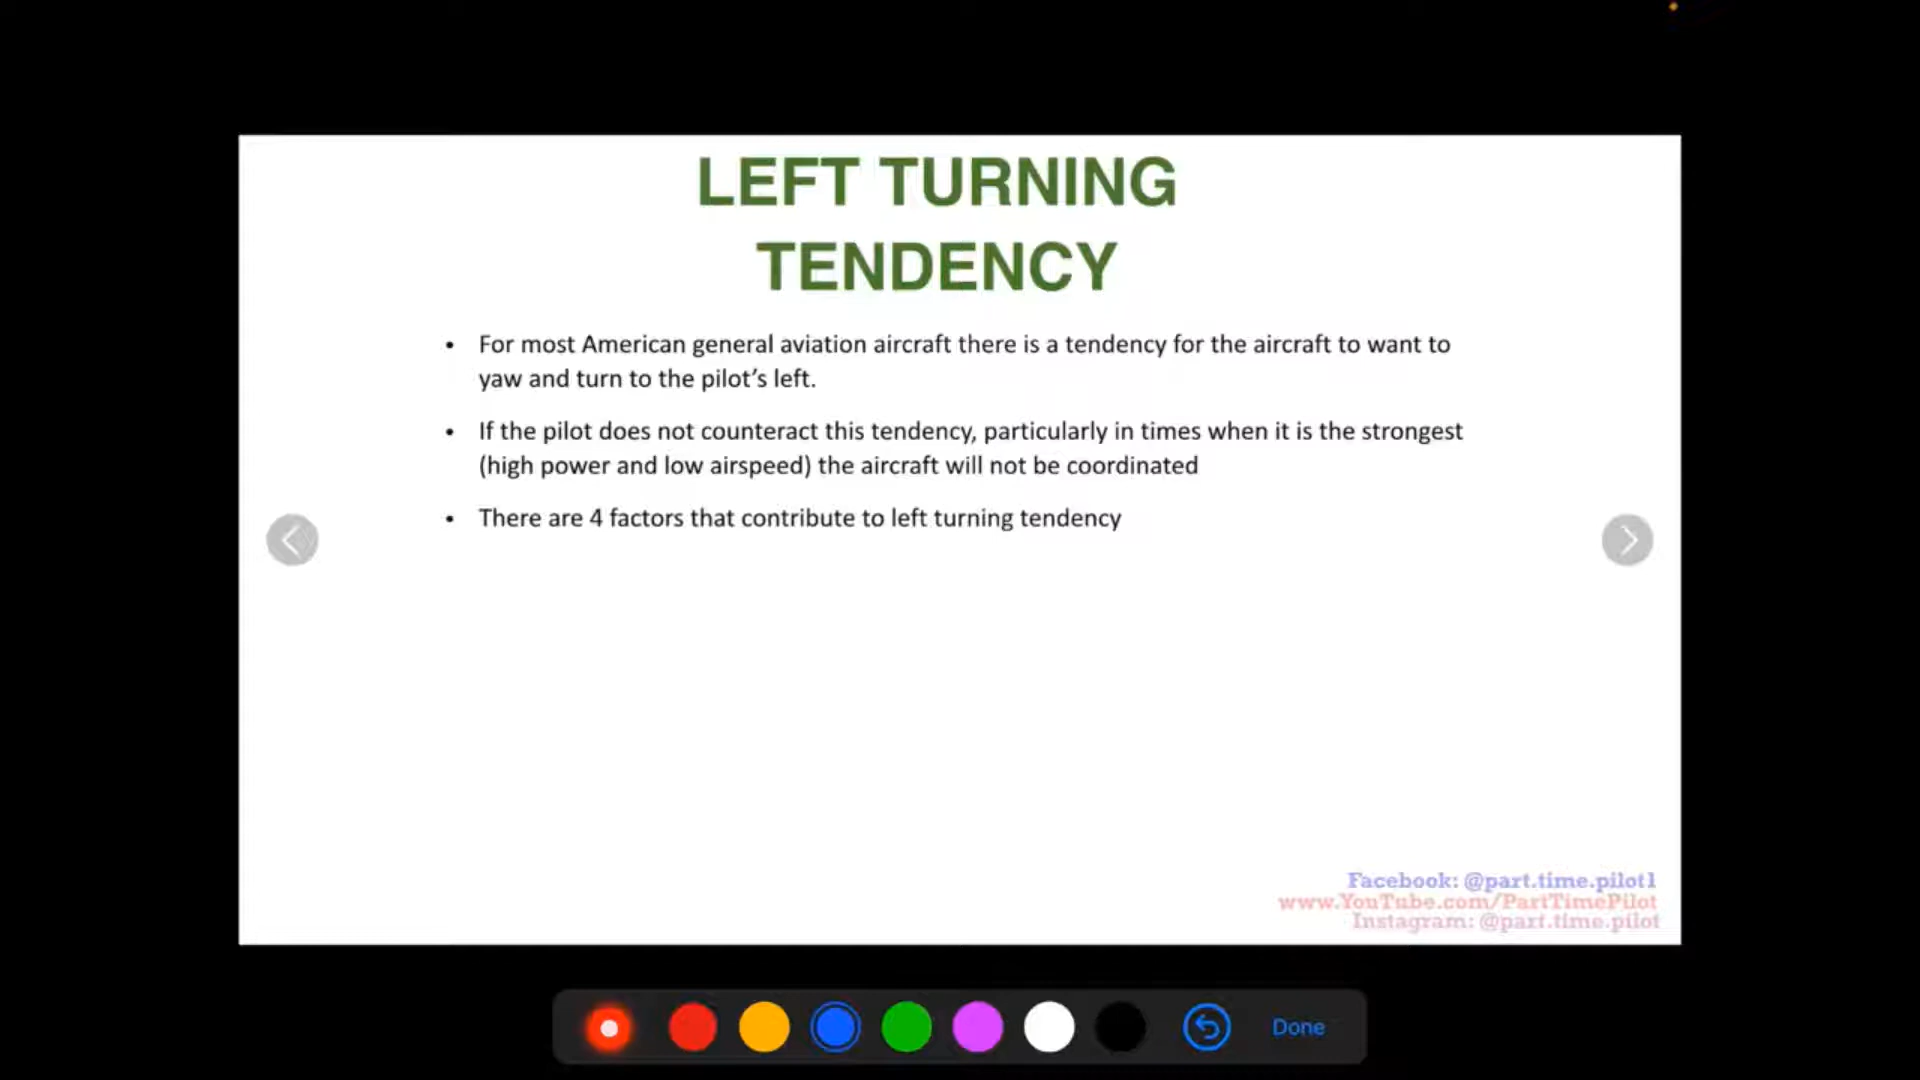 LEFT TURNING
TENDENCY
• For most American general aviation aircraft there is a tendency for the aircraft to want to
yaw and turn to the pilot’s left.
• If the pilot does not counteract this tendency, particularly in times when it is the strongest
(high power and low airspeed) the aircraft will not be coordinated
• There are 4 factors that contribute to left turning tendency
Facebook: @part.time.pilot1
www.YouTube.com/PartTimePilot
Instagram: @part.time.pilot
Done